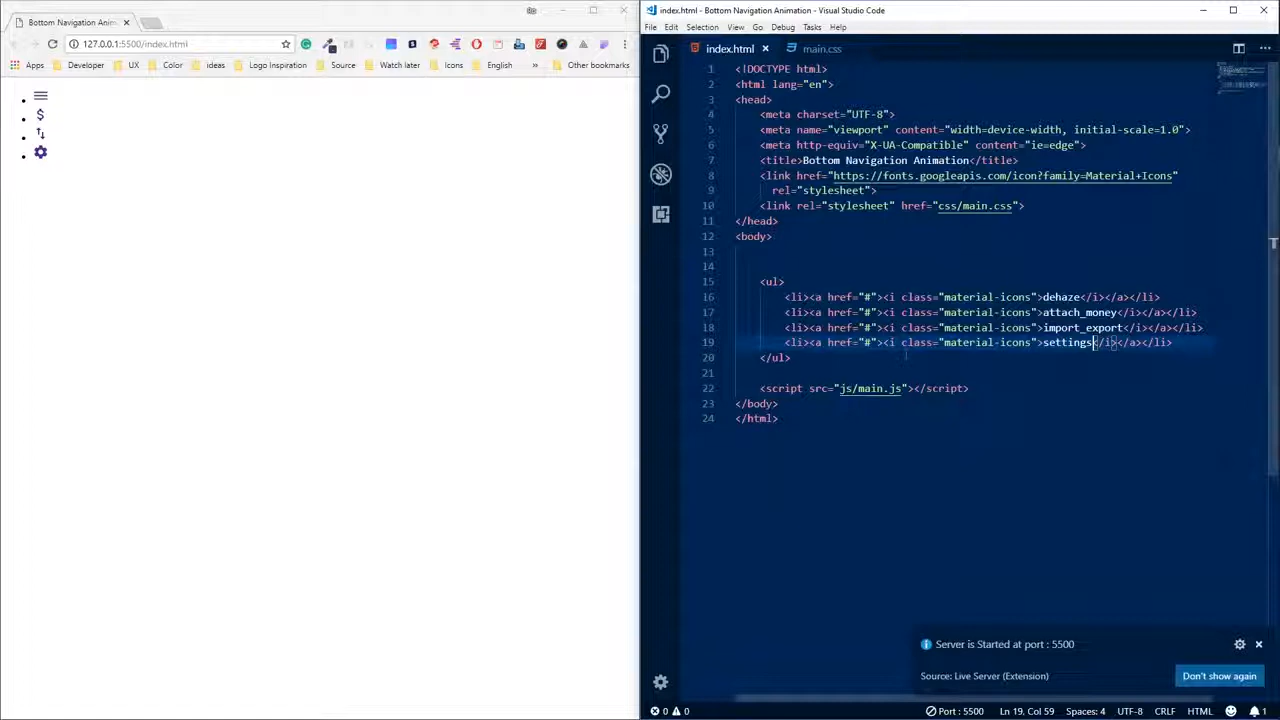 Bottom Navigation Anim
127.0.0.1:5500/index.html
Apps Developer UX Color ideas Logo Inspiration Source Watch later Icons English » Other bookmarks
index.html - Bottom Navigation Animation - Visual Studio Code
File Edit Selection View Go Debug Tasks Help
index.html main.css
1 <!DOCTYPE html>
2 <html lang="en">
3 <head>
4 <meta charset="UTF-8">
5 <meta name="viewport" content="width=device-width, initial-scale=1.0">
6 <meta http-equiv="X-UA-Compatible" content="ie=edge">
7 <title>Bottom Navigation Animation</title>
8 <link href="https://fonts.googleapis.com/icon?family=Material+Icons"
9 rel="stylesheet">
10 <link rel="stylesheet" href="css/main.css">
11 </head>
12 <body>
13
14
15 <ul>
16 <li><a href="#"><i class="material-icons">dehaze</i></a></li>
17 <li><a href="#"><i class="material-icons">attach_money</i></a></li>
18 <li><a href="#"><i class="material-icons">import_export</i></a></li>
19 <li><a href="#"><i class="material-icons">settings</i></a></li>
20 </ul>
21
22 <script src="js/main.js"></script>
23 </body>
24 </html>
Server is Started at port : 5500
Source: Live Server (Extension)
Don't show again
0 0 Port : 5500 Ln 19, Col 59 Spaces: 4 UTF-8 CRLF HTML 1